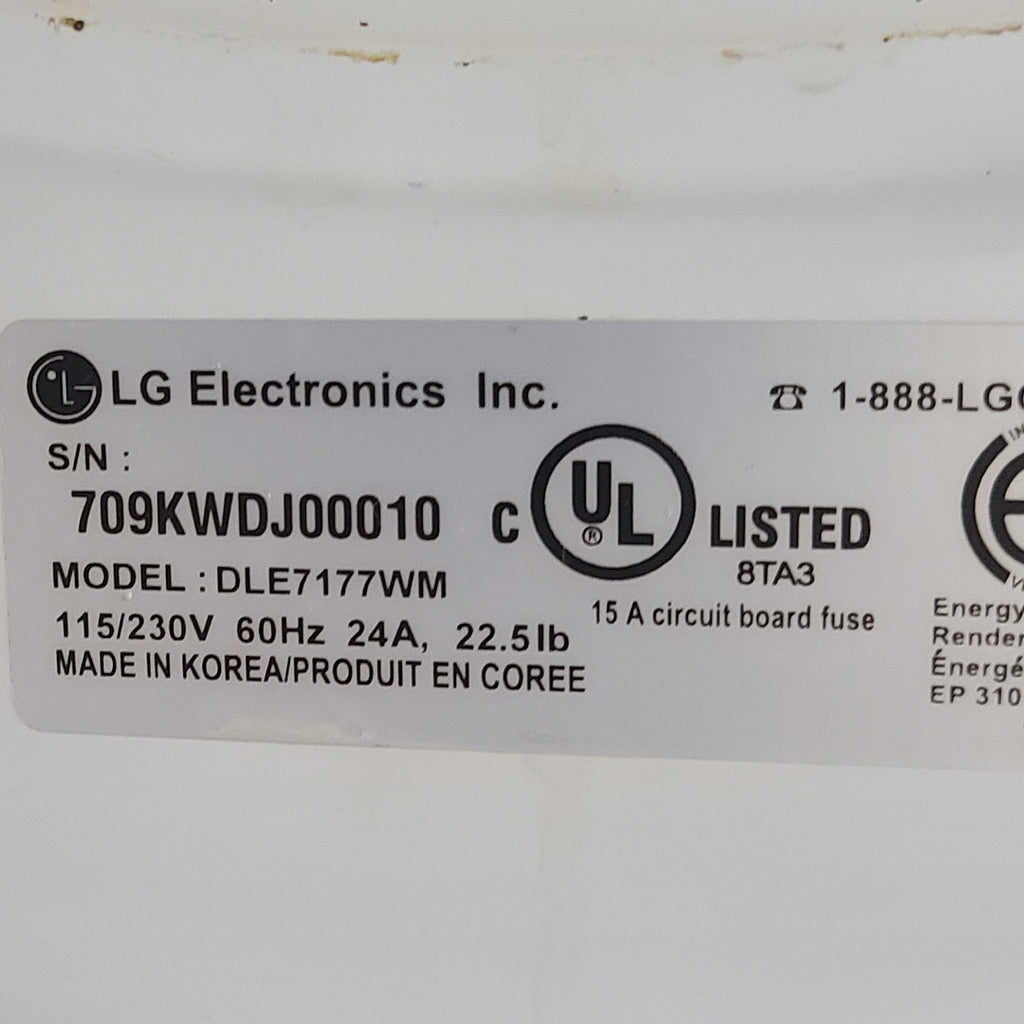 LG Electronics Inc.
☎ 1-888-LG
S/N :
709KWDJ00010
C UL ® LISTED
MODEL : DLE7177WM
8TA3
115/230V 60Hz 24A, 22.5lb
15 A circuit board fuse
MADE IN KOREA/PRODUIT EN COREE
Energy
Render
Énergé
EP 310